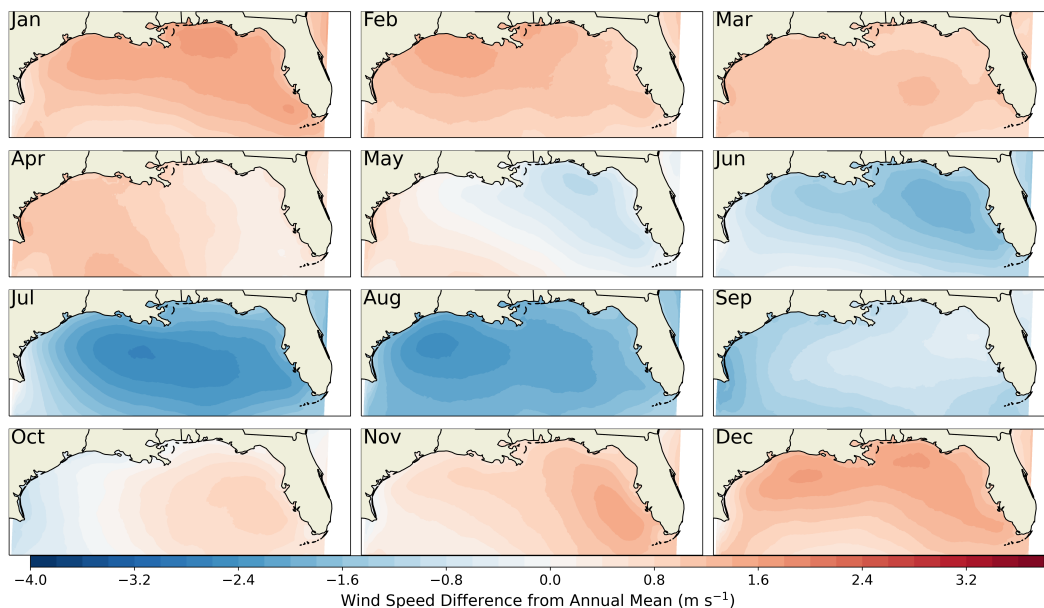 Jan Feb Mar
Apr May Jun
Jul Aug Sep
Oct Nov Dec
−4.0 −3.2 −2.4 −1.6 −0.8 0.0 0.8 1.6 2.4 3.2
Wind Speed Difference from Annual Mean (m s⁻¹)